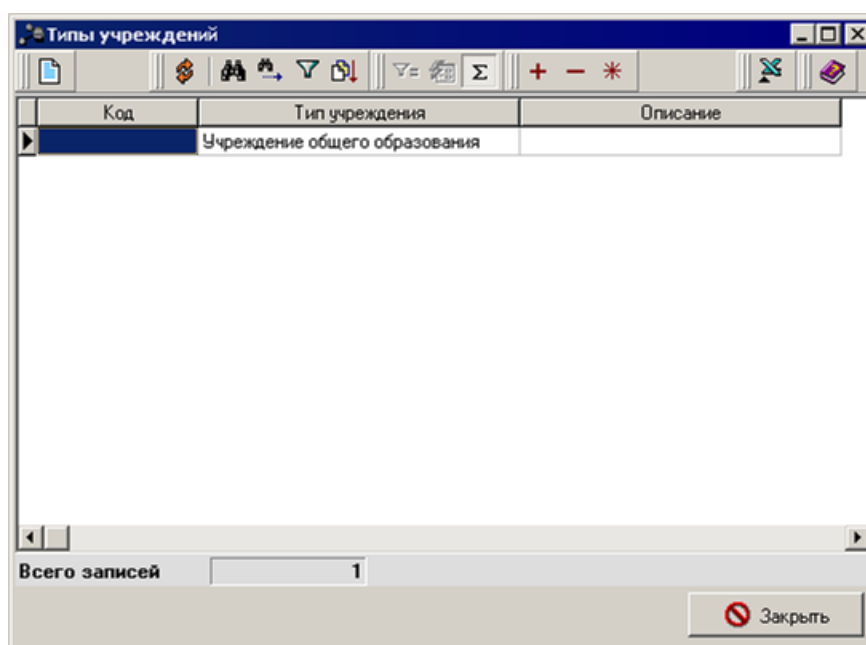 Типы учреждений
Σ
Код Тип учреждения Описание
Учреждение общего образования
Всего записей 1
Закрыть